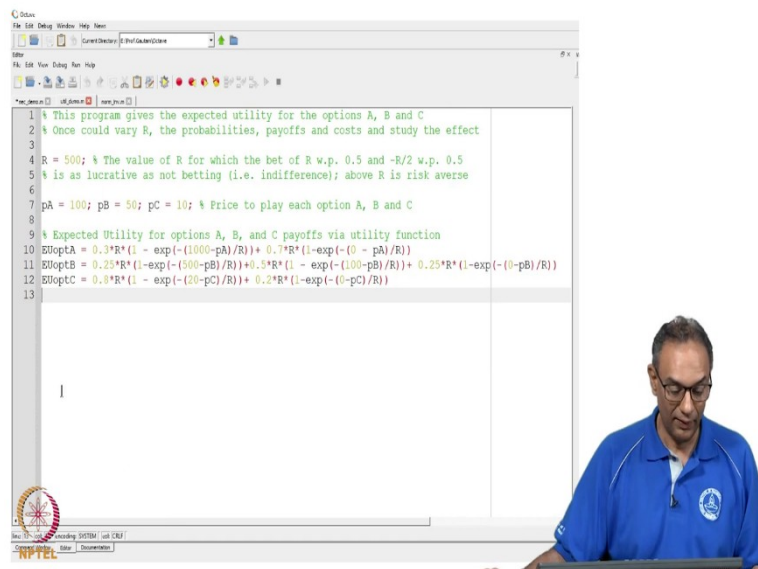 Octave
File Edit Debug Window Help News
Current Directory: E:\Prof.Gautam\Octave
Editor
File Edit View Debug Run Help
util_demo.m norm_inv.m
1 % This program gives the expected utility for the options A, B and C
2 % Once could vary R, the probabilities, payoffs and costs and study the effect
3
4 R = 500; % The value of R for which the bet of R w.p. 0.5 and -R/2 w.p. 0.5
5 % is as lucrative as not betting (i.e. indifference); above R is risk averse
6
7 pA = 100; pB = 50; pC = 10; % Price to play each option A, B and C
8
9 % Expected Utility for options A, B, and C payoffs via utility function
10 EUoptA = 0.3*R*(1 - exp(-(1000-pA)/R))+ 0.7*R*(1-exp(-(0 - pA)/R))
11 EUoptB = 0.25*R*(1-exp(-(500-pB)/R))+0.5*R*(1 - exp(-(100-pB)/R))+ 0.25*R*(1-exp(-(0-pB)/R))
12 EUoptC = 0.8*R*(1 - exp(-(20-pC)/R))+ 0.2*R*(1-exp(-(0-pC)/R))
13
encoding: SYSTEM eol: CRLF
Editor Documentation
NPTEL